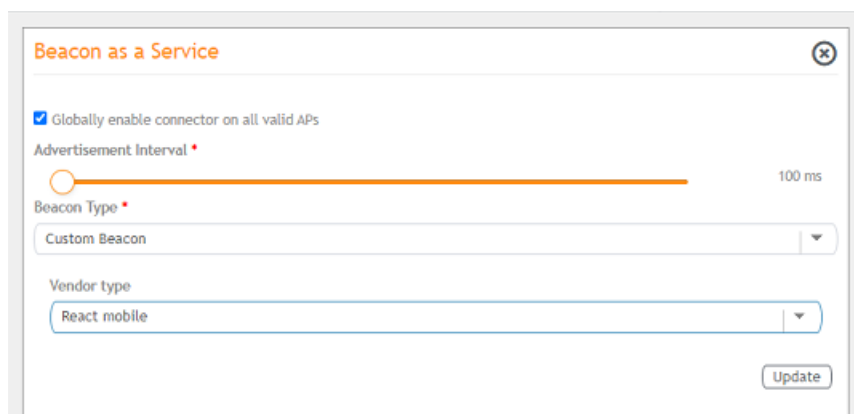 Beacon as a Service
Globally enable connector on all valid APs
Advertisement Interval *
100 ms
Beacon Type *
Custom Beacon
Vendor type
React mobile
Update